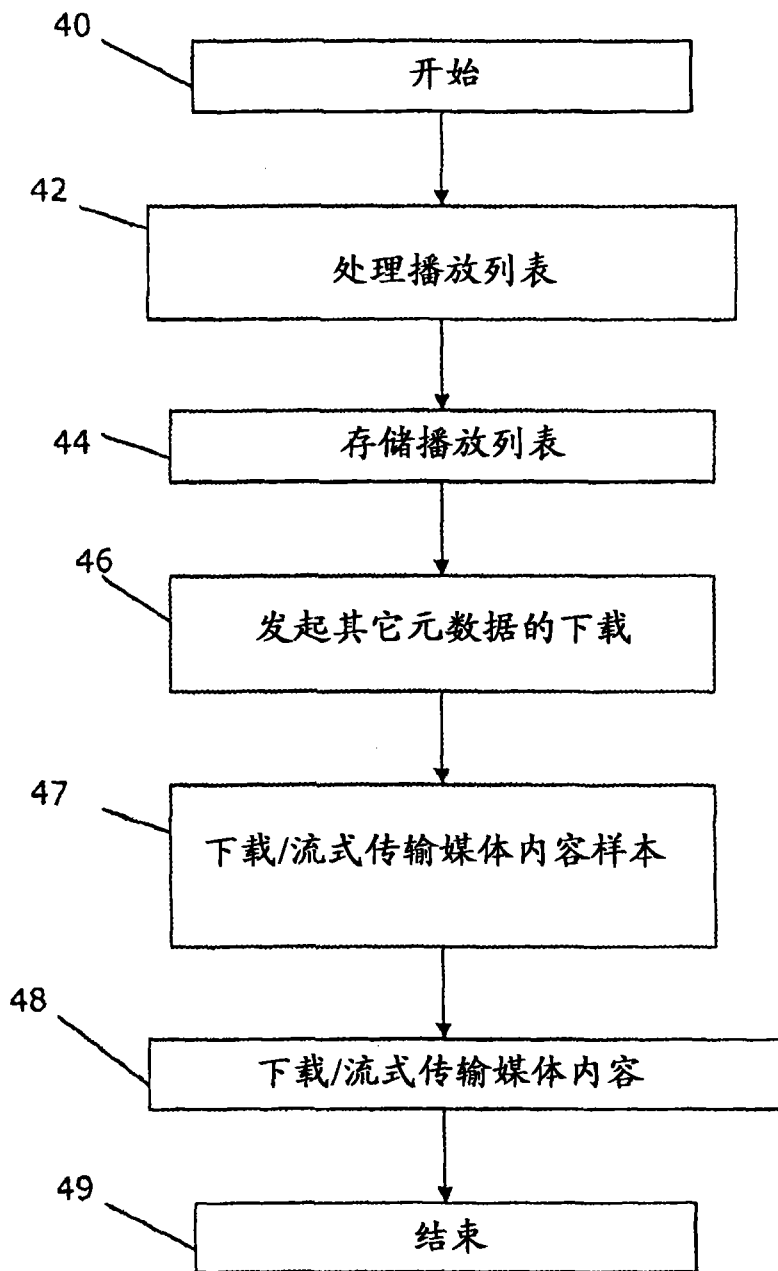 40
开始
42
处理播放列表
44
存储播放列表
46
发起其它元数据的下载
47
下载/流式传输媒体内容样本
48
下载/流式传输媒体内容
49
结束